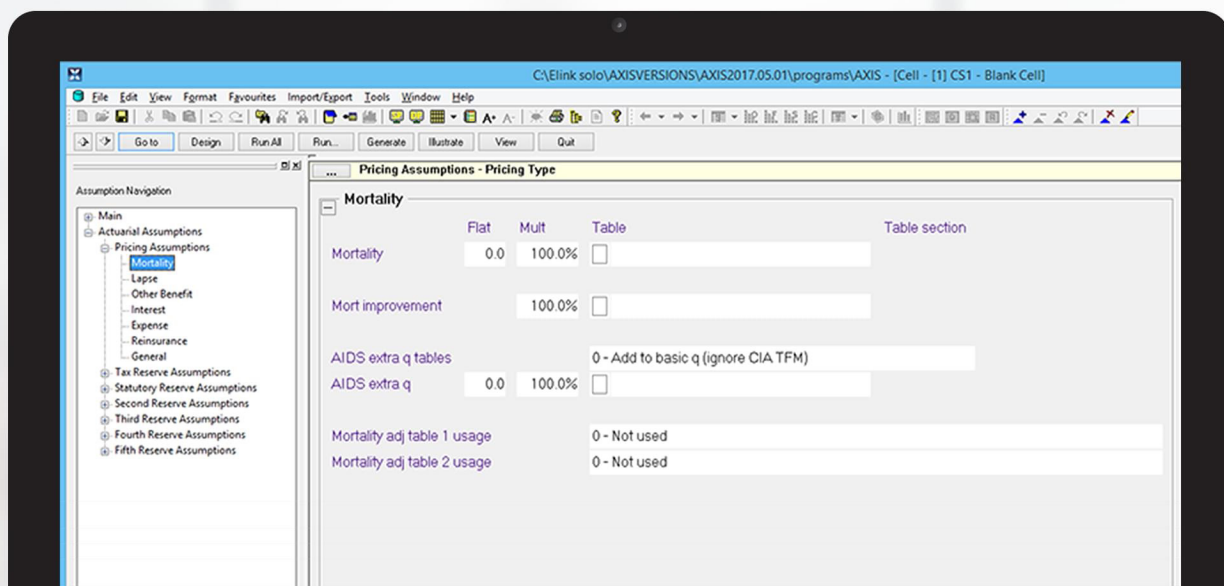 C:\Elink solo\AXISVERSIONS\AXIS2017.05.01\programs\AXIS - [Cell - [1] CS1 - Blank Cell]
File Edit View Format Favourites Import/Export Tools Window Help
Go to Design Run All Run... Generate Illustrate View Quit
... Pricing Assumptions - Pricing Type
Assumption Navigation
Main
Actuarial Assumptions
Pricing Assumptions
Mortality
Lapse
Other Benefit
Interest
Expense
Reinsurance
General
Tax Reserve Assumptions
Statutory Reserve Assumptions
Second Reserve Assumptions
Third Reserve Assumptions
Fourth Reserve Assumptions
Fifth Reserve Assumptions
Mortality
Flat Mult Table Table section
Mortality 0.0 100.0%
Mort improvement 100.0%
AIDS extra q tables 0 - Add to basic q (ignore CIA TFM)
AIDS extra q 0.0 100.0%
Mortality adj table 1 usage 0 - Not used
Mortality adj table 2 usage 0 - Not used